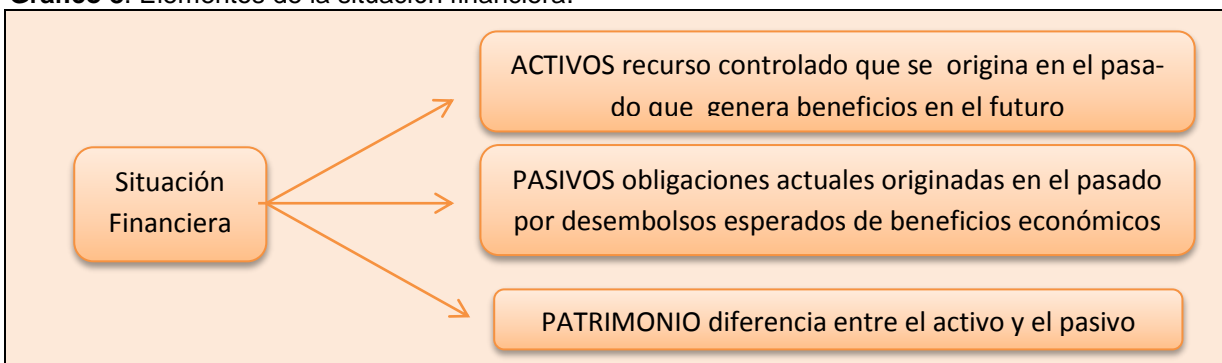 Gráfico 3. Elementos de la situación financiera.
ACTIVOS recurso controlado que se origina en el pasa-
do que genera beneficios en el futuro
Situación
Financiera
PASIVOS obligaciones actuales originadas en el pasado
por desembolsos esperados de beneficios económicos
PATRIMONIO diferencia entre el activo y el pasivo